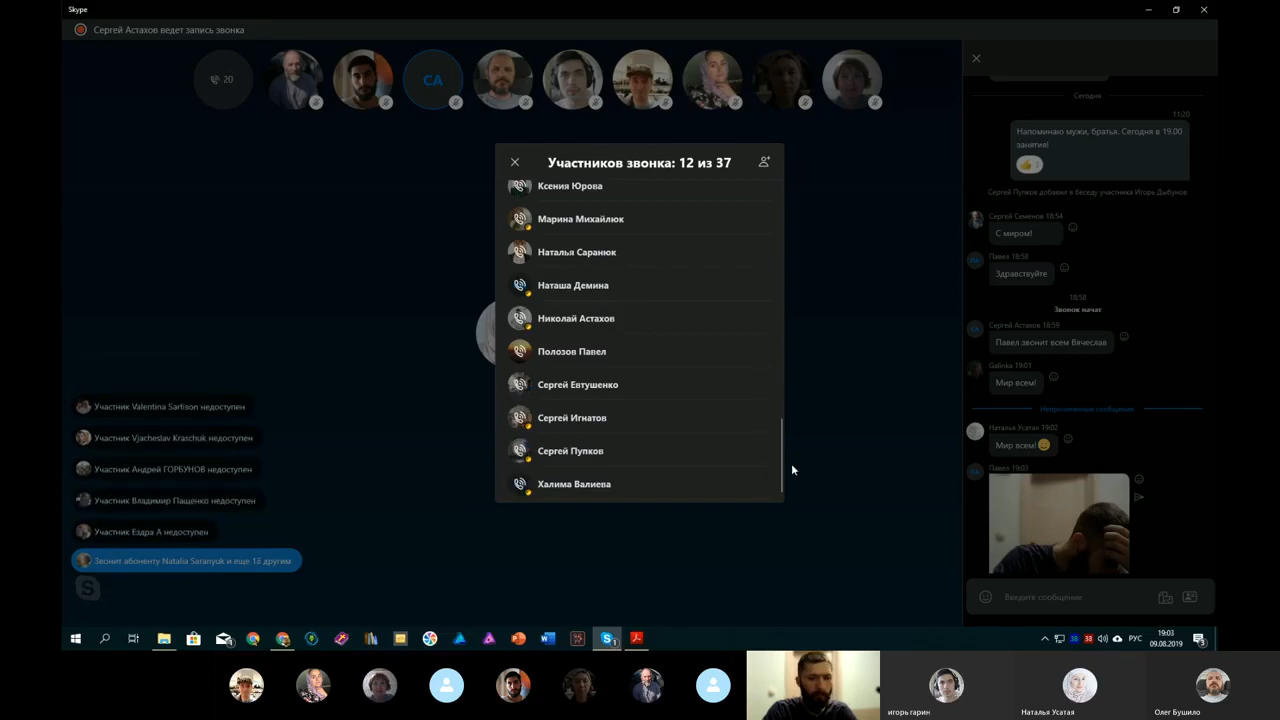 Skype
Сергей Астахов ведет запись звонка
20
СА
Участников звонка: 12 из 37
Ксения Юрова
Марина Михайлюк
Наталья Саранюк
Наташа Демина
Николай Астахов
Полозов Павел
Сергей Евтушенко
Сергей Игнатов
Сергей Пупков
Халима Валиева
Участник Valentina Sartison недоступен
Участник Vjacheslav Kraschuk недоступен
Участник Андрей ГОРБУНОВ недоступен
Участник Владимир Пащенко недоступен
Участник Ездра А недоступен
Звонит абоненту Natalia Saranyuk и еще 18 другим
Сегодня
11:20
Напоминаю мужи, братья. Сегодня в 19.00
занятия!
Сергей Пупков добавил в беседу участника Игорь Дыбунов
Сергей Семенов 18:54
С миром!
Павел 18:58
Здравствуйте
18:58
Звонок начат
Сергей Астахов 18:59
СА
Павел звонит всем Вячеслав
Galinka 19:01
Мир всем!
Непрочитанные сообщения
Наталья Усатая 19:02
Мир всем!
Павел 19:03
Введите сообщение
38
38
РУС
19:03
09.08.2019
игорь гарин
Наталья Усатая
Олег Бушило